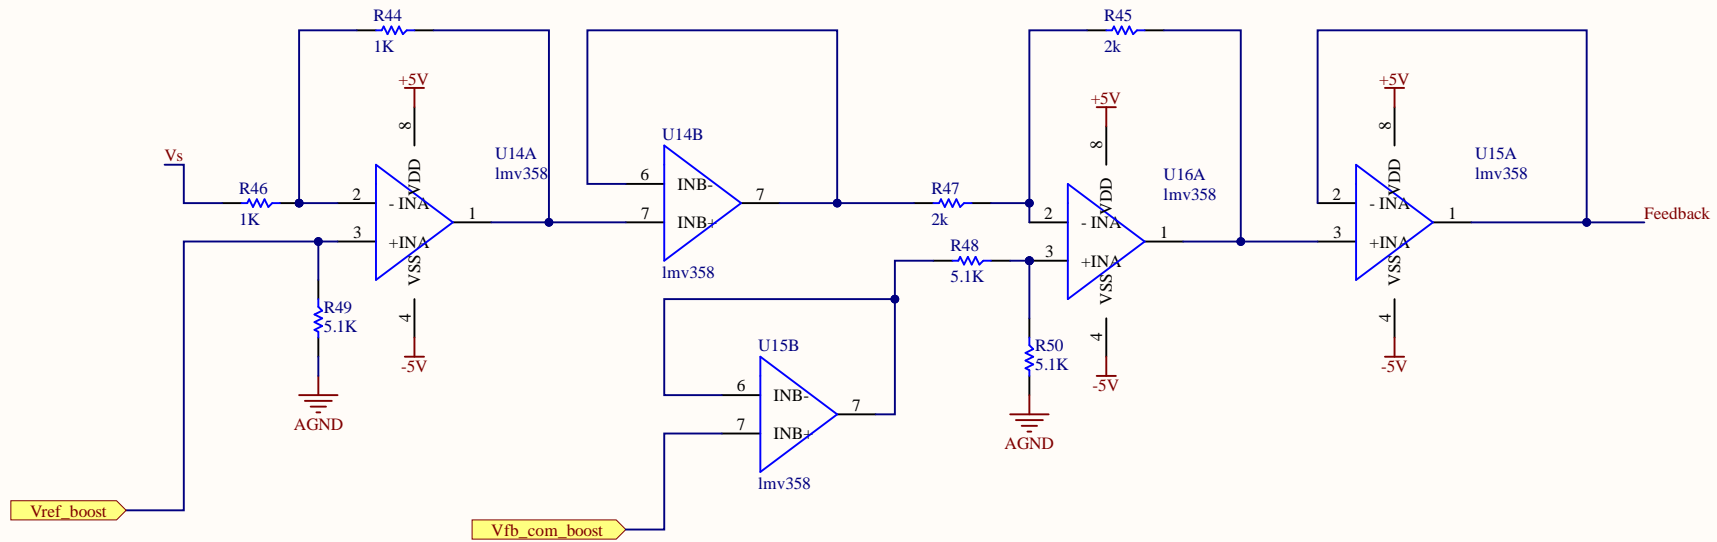 R44
1K
R45
2k
+5V
8
VDD
U14A
lmv358
Vs
R46
1K
2
- INA
3
+INA
1
VSS
4
-5V
R49
5.1K
AGND
U14B
6
INB-
7
INB+
7
lmv358
R47
2k
+5V
8
VDD
U16A
lmv358
2
- INA
3
+INA
1
VSS
4
-5V
R48
5.1K
R50
5.1K
AGND
+5V
8
VDD
U15A
lmv358
2
- INA
3
+INA
1
VSS
4
-5V
Feedback
U15B
6
INB-
7
INB+
7
lmv358
Vref_boost
Vfb_com_boost